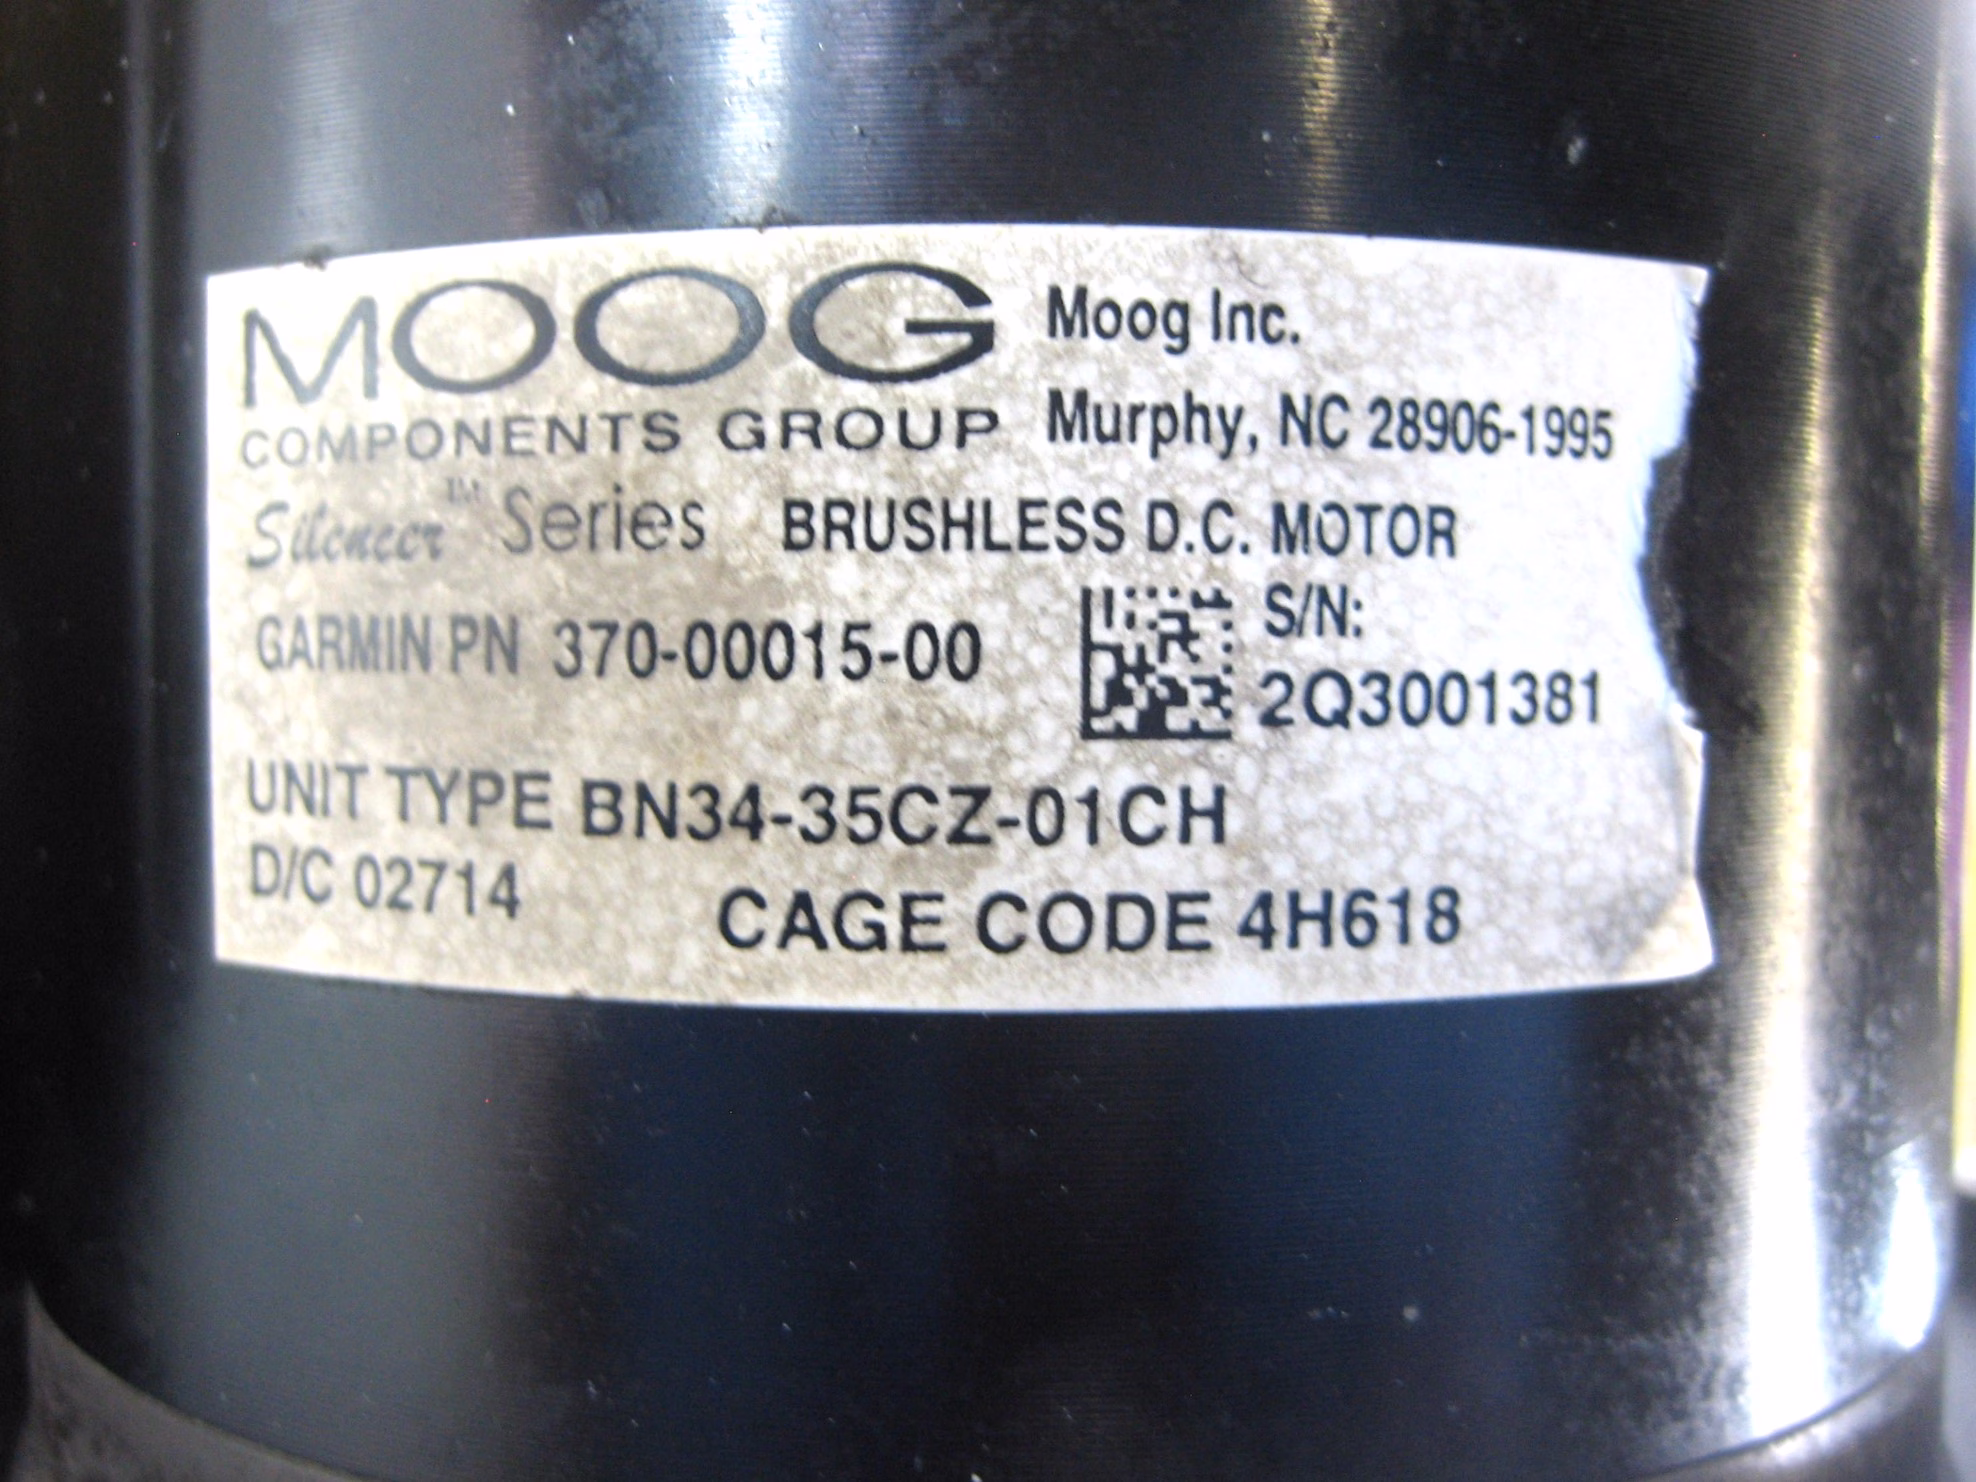 MOOG Moog Inc.
COMPONENTS GROUP Murphy, NC 28906-1995
Silencer™ Series BRUSHLESS D.C. MOTOR
GARMIN PN 370-00015-00 S/N:
2Q3001381
UNIT TYPE BN34-35CZ-01CH
D/C 02714
CAGE CODE 4H618